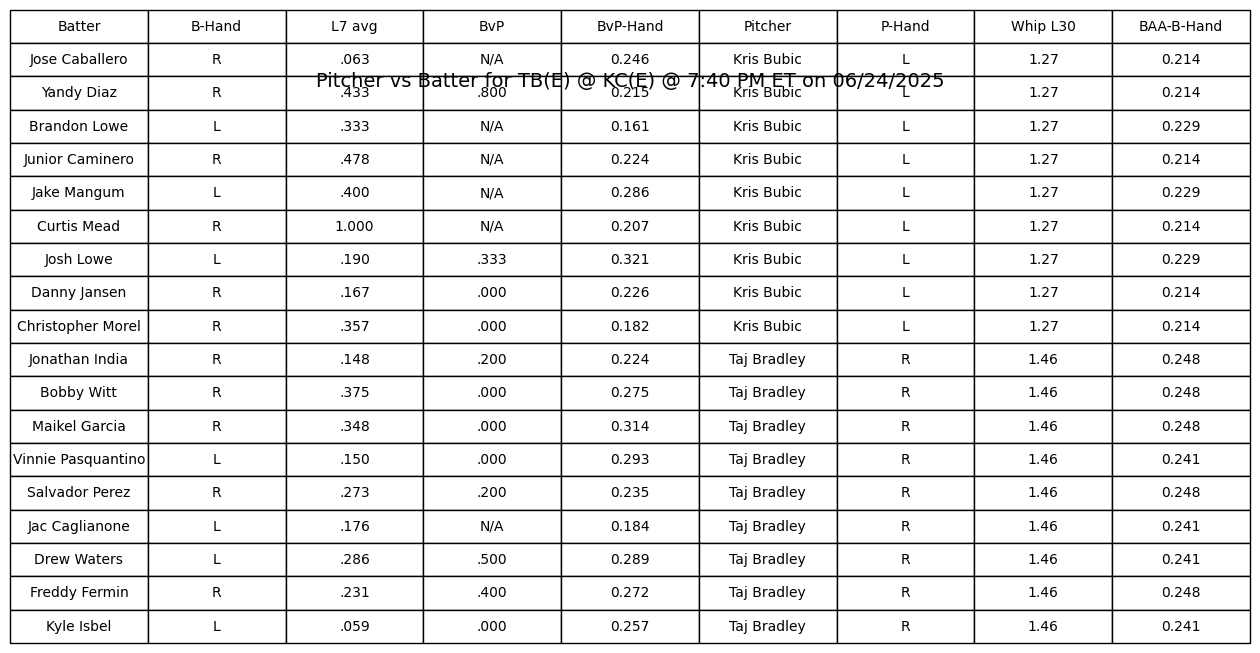 Batter B-Hand L7 avg BvP BvP-Hand Pitcher P-Hand Whip L30 BAA-B-Hand
Jose Caballero R .063 N/A 0.246 Kris Bubic L 1.27 0.214
Pitcher vs Batter for TB(E) @ KC(E) @ 7:40 PM ET on 06/24/2025
Yandy Diaz R .433 .800 0.215 Kris Bubic L 1.27 0.214
Brandon Lowe L .333 N/A 0.161 Kris Bubic L 1.27 0.229
Junior Caminero R .478 N/A 0.224 Kris Bubic L 1.27 0.214
Jake Mangum L .400 N/A 0.286 Kris Bubic L 1.27 0.229
Curtis Mead R 1.000 N/A 0.207 Kris Bubic L 1.27 0.214
Josh Lowe L .190 .333 0.321 Kris Bubic L 1.27 0.229
Danny Jansen R .167 .000 0.226 Kris Bubic L 1.27 0.214
Christopher Morel R .357 .000 0.182 Kris Bubic L 1.27 0.214
Jonathan India R .148 .200 0.224 Taj Bradley R 1.46 0.248
Bobby Witt R .375 .000 0.275 Taj Bradley R 1.46 0.248
Maikel Garcia R .348 .000 0.314 Taj Bradley R 1.46 0.248
Vinnie Pasquantino L .150 .000 0.293 Taj Bradley R 1.46 0.241
Salvador Perez R .273 .200 0.235 Taj Bradley R 1.46 0.248
Jac Caglianone L .176 N/A 0.184 Taj Bradley R 1.46 0.241
Drew Waters L .286 .500 0.289 Taj Bradley R 1.46 0.241
Freddy Fermin R .231 .400 0.272 Taj Bradley R 1.46 0.248
Kyle Isbel L .059 .000 0.257 Taj Bradley R 1.46 0.241